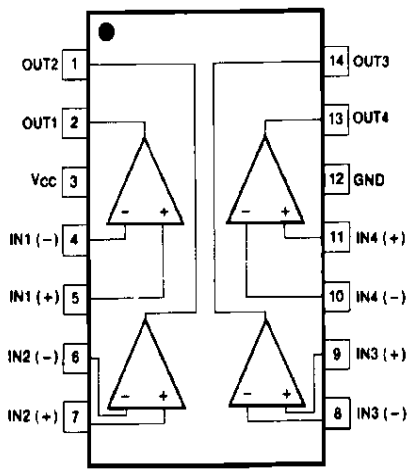 OUT2 1 14 OUT3
OUT1 2 13 OUT4
VCC 3 12 GND
- + - +
IN1 (-) 4 11 IN4 (+)
IN1 (+) 5 10 IN4 (-)
IN2 (-) 6 9 IN3 (+)
- + - +
IN2 (+) 7 8 IN3 (-)